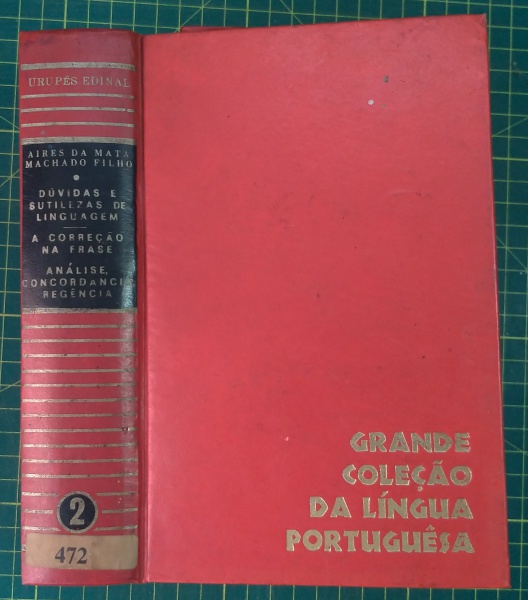 URUPÊS EDINAL
AIRES DA MATA
MACHADO FILHO
DÚVIDAS E
SUTILEZAS DE
LINGUAGEM
A CORREÇÃO
NA FRASE
ANÁLISE,
CONCORDANCIA
REGÊNCIA
2
472
GRANDE
COLEÇÃO
DA LÍNGUA
PORTUGUÊSA